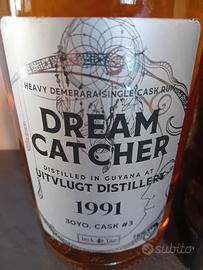 HEAVY DEMERARA SINGLE CASK RUM
DREAM
CATCHER
DISTILLED IN GUYANA AT
UITVLUGT DISTILLERY
1991
30YO, CASK #3
subito